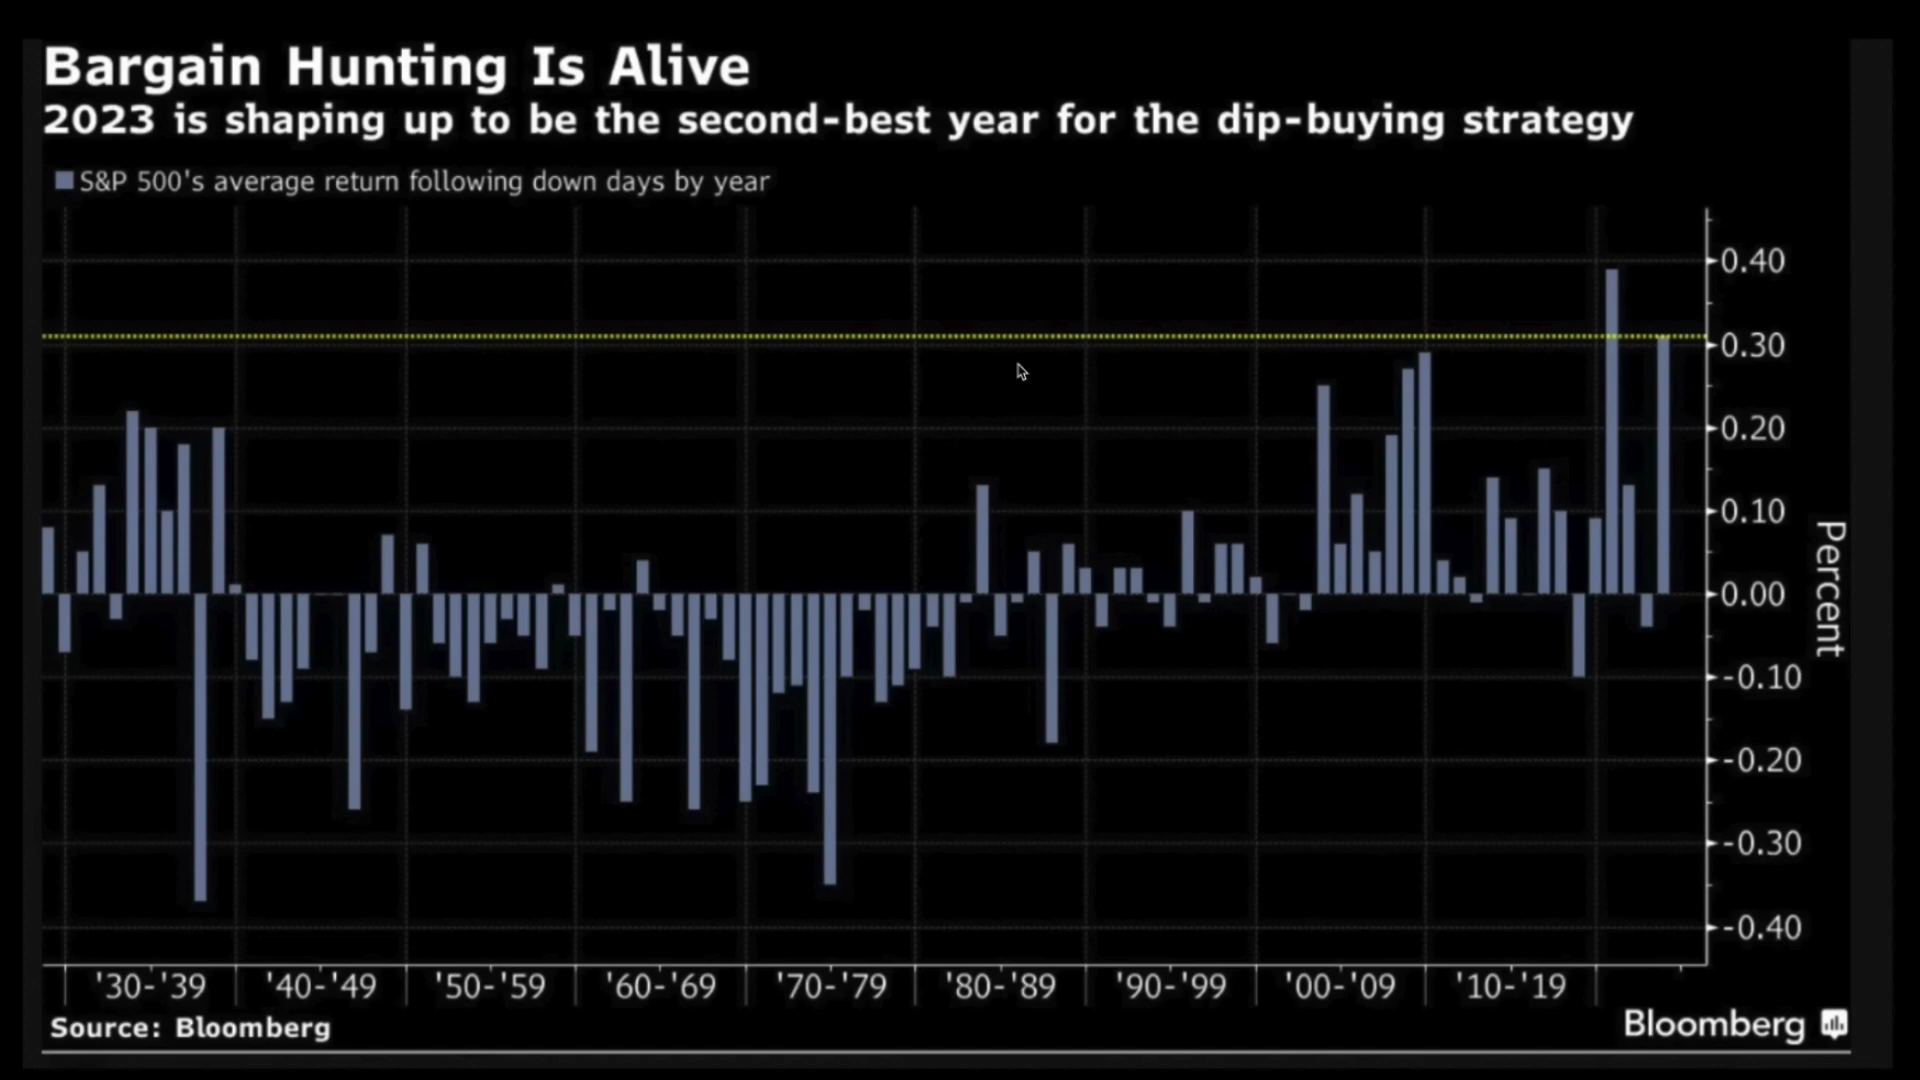 Bargain Hunting Is Alive
2023 is shaping up to be the second-best year for the dip-buying strategy
S&P 500's average return following down days by year
0.40
0.30
0.20
0.10
0.00
-0.10
-0.20
-0.30
-0.40
Percent
'30-'39 '40-'49 '50-'59 '60-'69 '70-'79 '80-'89 '90-'99 '00-'09 '10-'19
Source: Bloomberg
Bloomberg